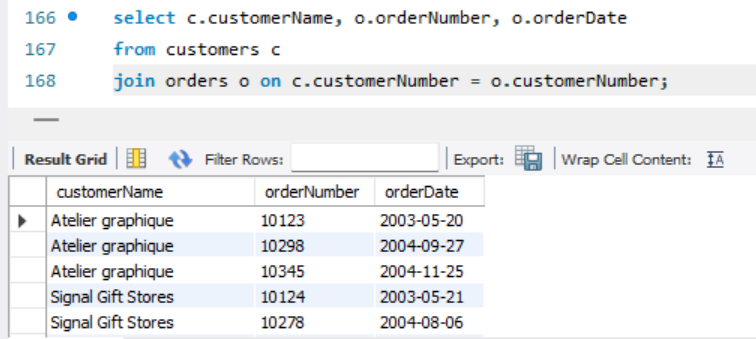 166 select c.customerName, o.orderNumber, o.orderDate
167 from customers c
168 join orders o on c.customerNumber = o.customerNumber;
Result Grid Filter Rows: Export: Wrap Cell Content: IA
customerName orderNumber orderDate
Atelier graphique 10123 2003-05-20
Atelier graphique 10298 2004-09-27
Atelier graphique 10345 2004-11-25
Signal Gift Stores 10124 2003-05-21
Signal Gift Stores 10278 2004-08-06